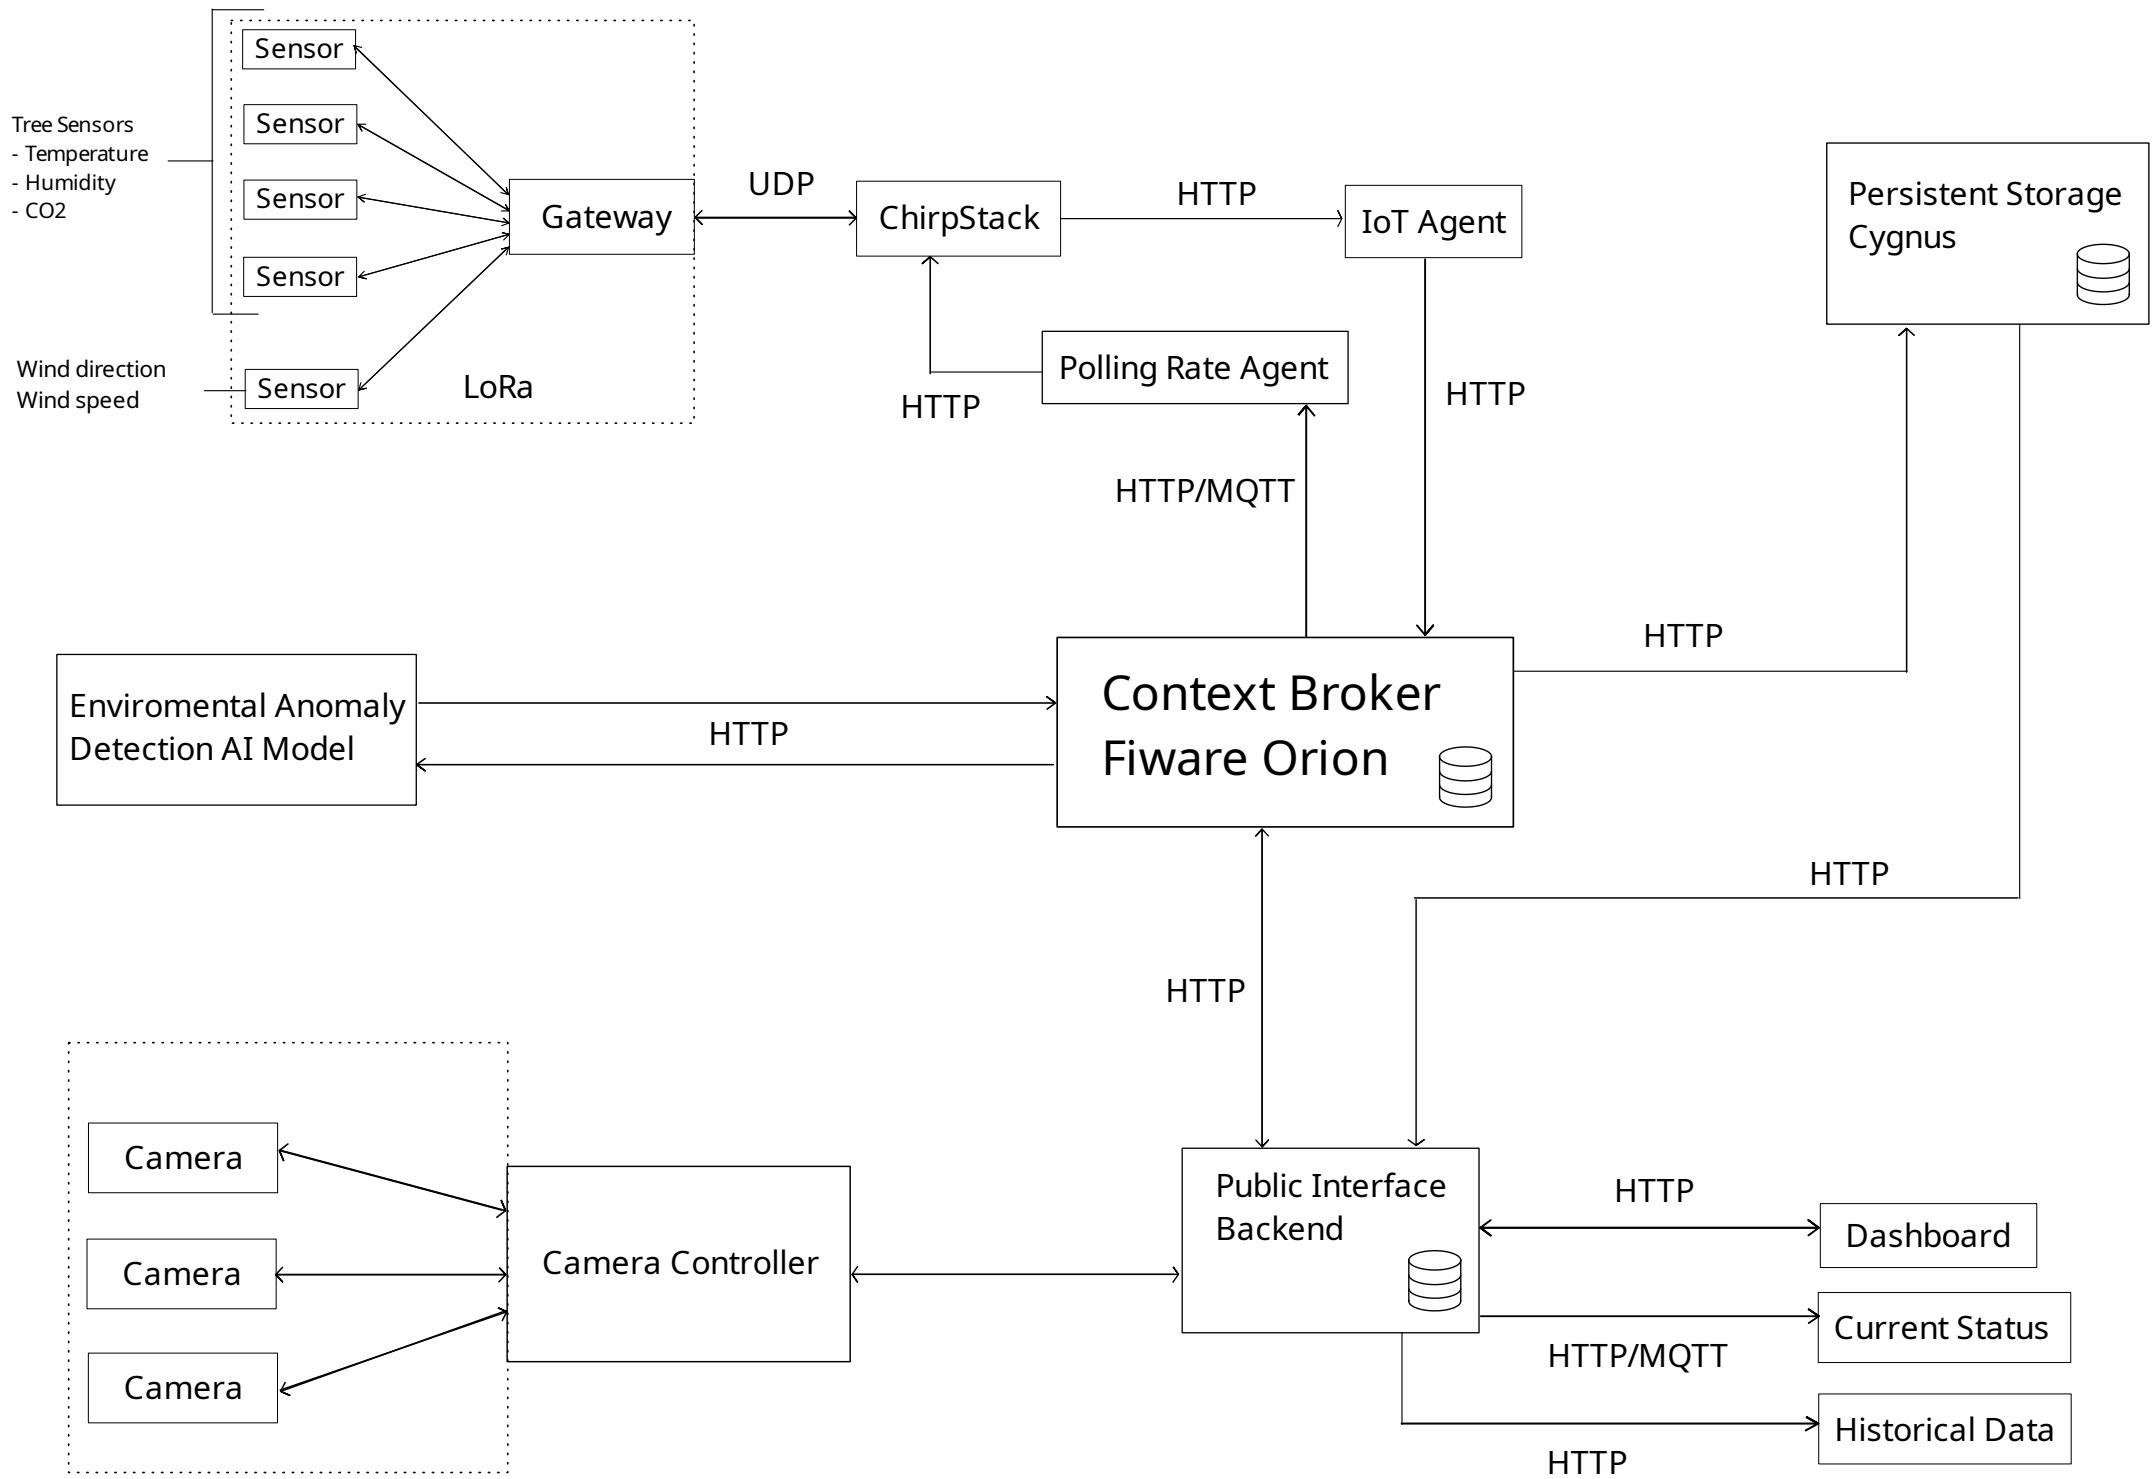 Sensor
Sensor
Tree Sensors
- Temperature
- Humidity
- CO2
Sensor
Sensor
Wind direction
Wind speed
Sensor
LoRa
Gateway
UDP
ChirpStack
HTTP
IoT Agent
Polling Rate Agent
HTTP
HTTP
HTTP/MQTT
Persistent Storage
Cygnus
HTTP
Enviromental Anomaly
Detection AI Model
HTTP
Context Broker
Fiware Orion
HTTP
HTTP
Camera
Camera
Camera
Camera Controller
Public Interface
Backend
HTTP
Dashboard
Current Status
HTTP/MQTT
Historical Data
HTTP